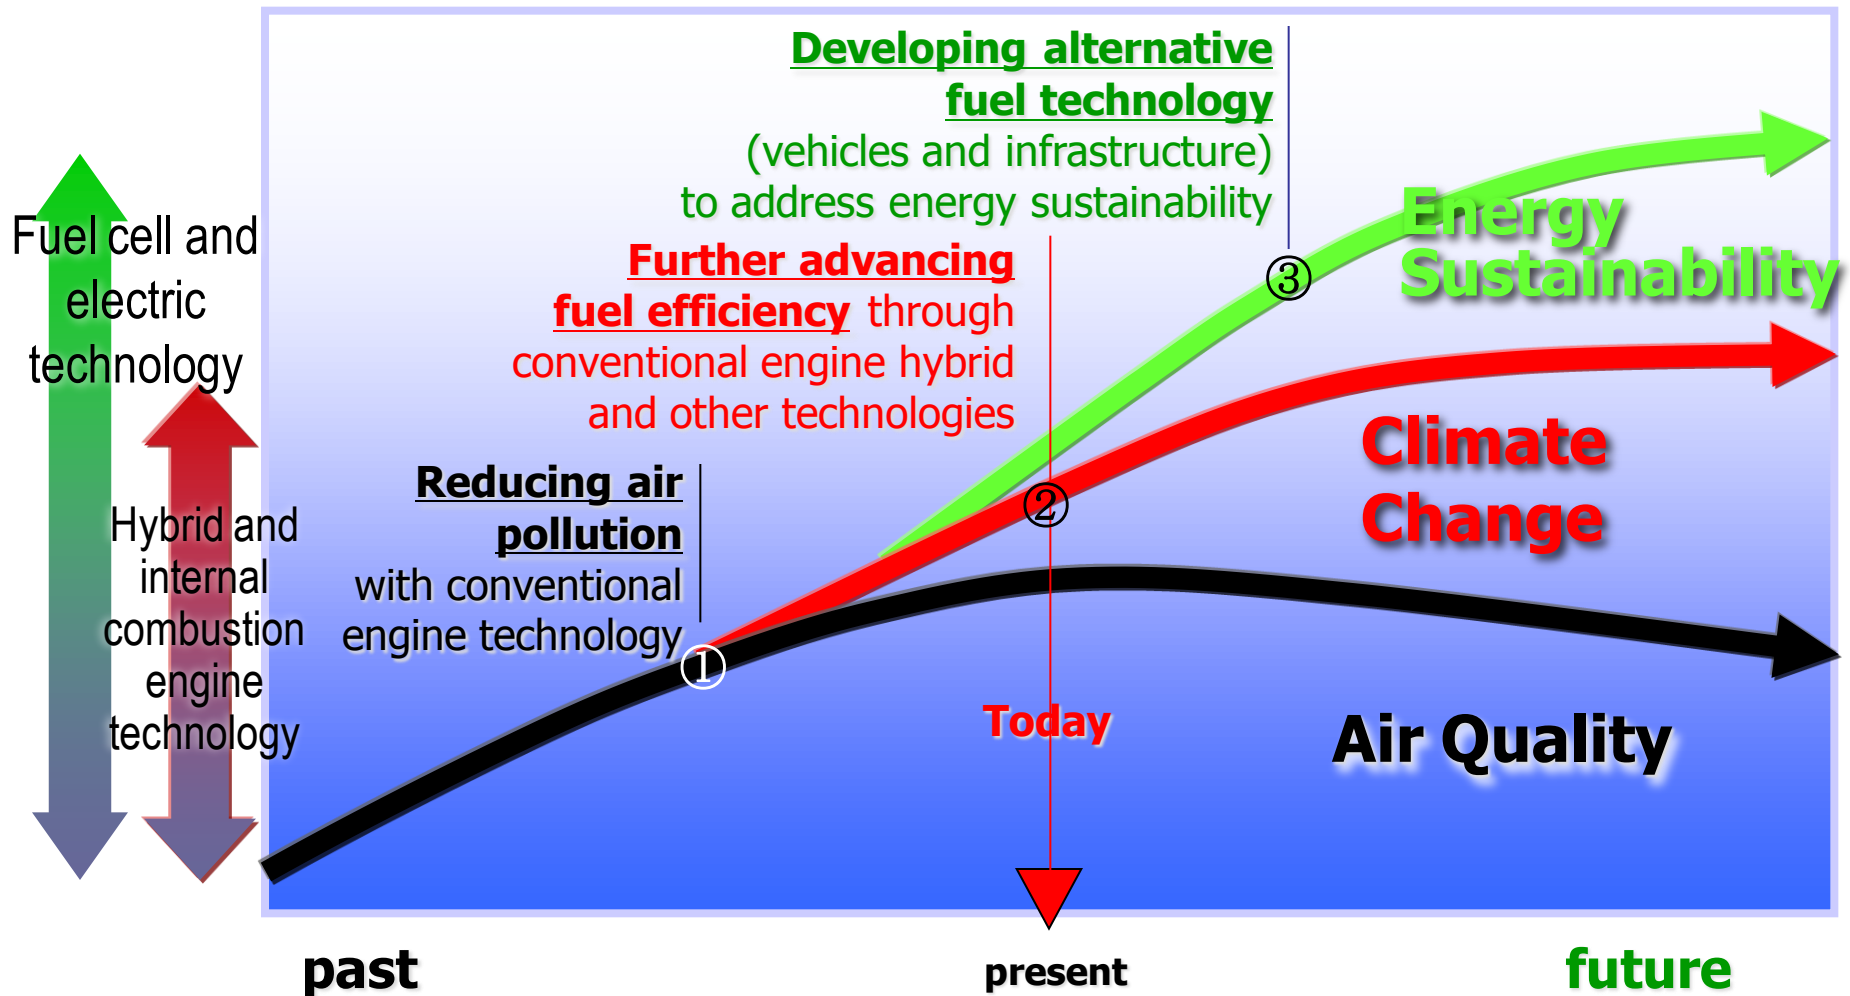 Developing alternative
fuel technology
(vehicles and infrastructure)
to address energy sustainability
Further advancing
fuel efficiency through
conventional engine hybrid
and other technologies
Reducing air
pollution
with conventional
engine technology
Fuel cell and
electric
technology
Hybrid and
internal
combustion
engine
technology
①
②
③
Energy
Sustainability
Climate
Change
Air Quality
Today
past
present
future